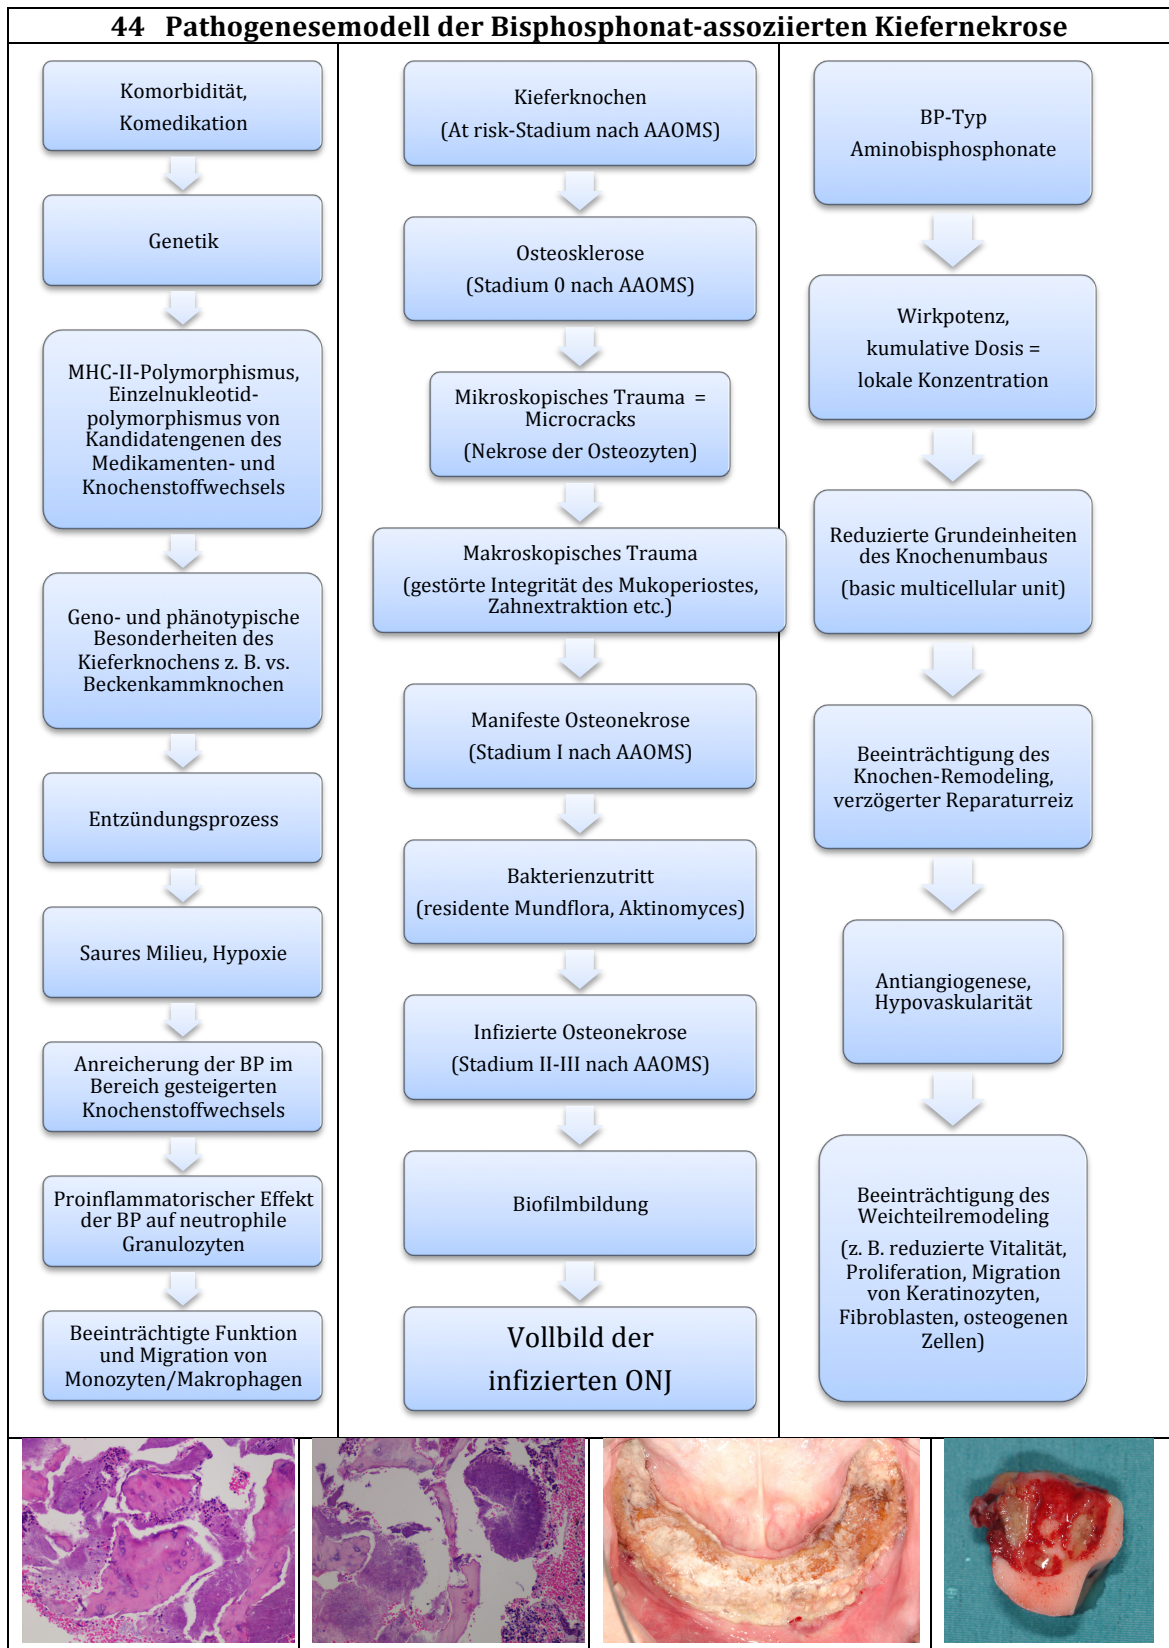 44 Pathogenesemodell der Bisphosphonat-assoziierten Kiefernekrose
Komorbidität,
Komedikation
Genetik
MHC-II-Polymorphismus,
Einzelnukleotid-
polymorphismus von
Kandidatengenen des
Medikamenten- und
Knochenstoffwechsels
Geno- und phänotypische
Besonderheiten des
Kieferknochens z. B. vs.
Beckenkammknochen
Entzündungsprozess
Saures Milieu, Hypoxie
Anreicherung der BP im
Bereich gesteigerten
Knochenstoffwechsels
Proinflammatorischer Effekt
der BP auf neutrophile
Granulozyten
Beeinträchtigte Funktion
und Migration von
Monozyten/Makrophagen
Kieferknochen
(At risk-Stadium nach AAOMS)
Osteosklerose
(Stadium 0 nach AAOMS)
Mikroskopisches Trauma =
Microcracks
(Nekrose der Osteozyten)
Makroskopisches Trauma
(gestörte Integrität des Mukoperiostes,
Zahnextraktion etc.)
Manifeste Osteonekrose
(Stadium I nach AAOMS)
Bakterienzutritt
(residente Mundflora, Aktinomyces)
Infizierte Osteonekrose
(Stadium II-III nach AAOMS)
Biofilmbildung
Vollbild der
infizierten ONJ
BP-Typ
Aminobisphosphonate
Wirkpotenz,
kumulative Dosis =
lokale Konzentration
Reduzierte Grundeinheiten
des Knochenumbaus
(basic multicellular unit)
Beeinträchtigung des
Knochen-Remodeling,
verzögerter Reparaturreiz
Antiangiogenese,
Hypovaskularität
Beeinträchtigung des
Weichteilremodeling
(z. B. reduzierte Vitalität,
Proliferation, Migration
von Keratinozyten,
Fibroblasten, osteogenen
Zellen)